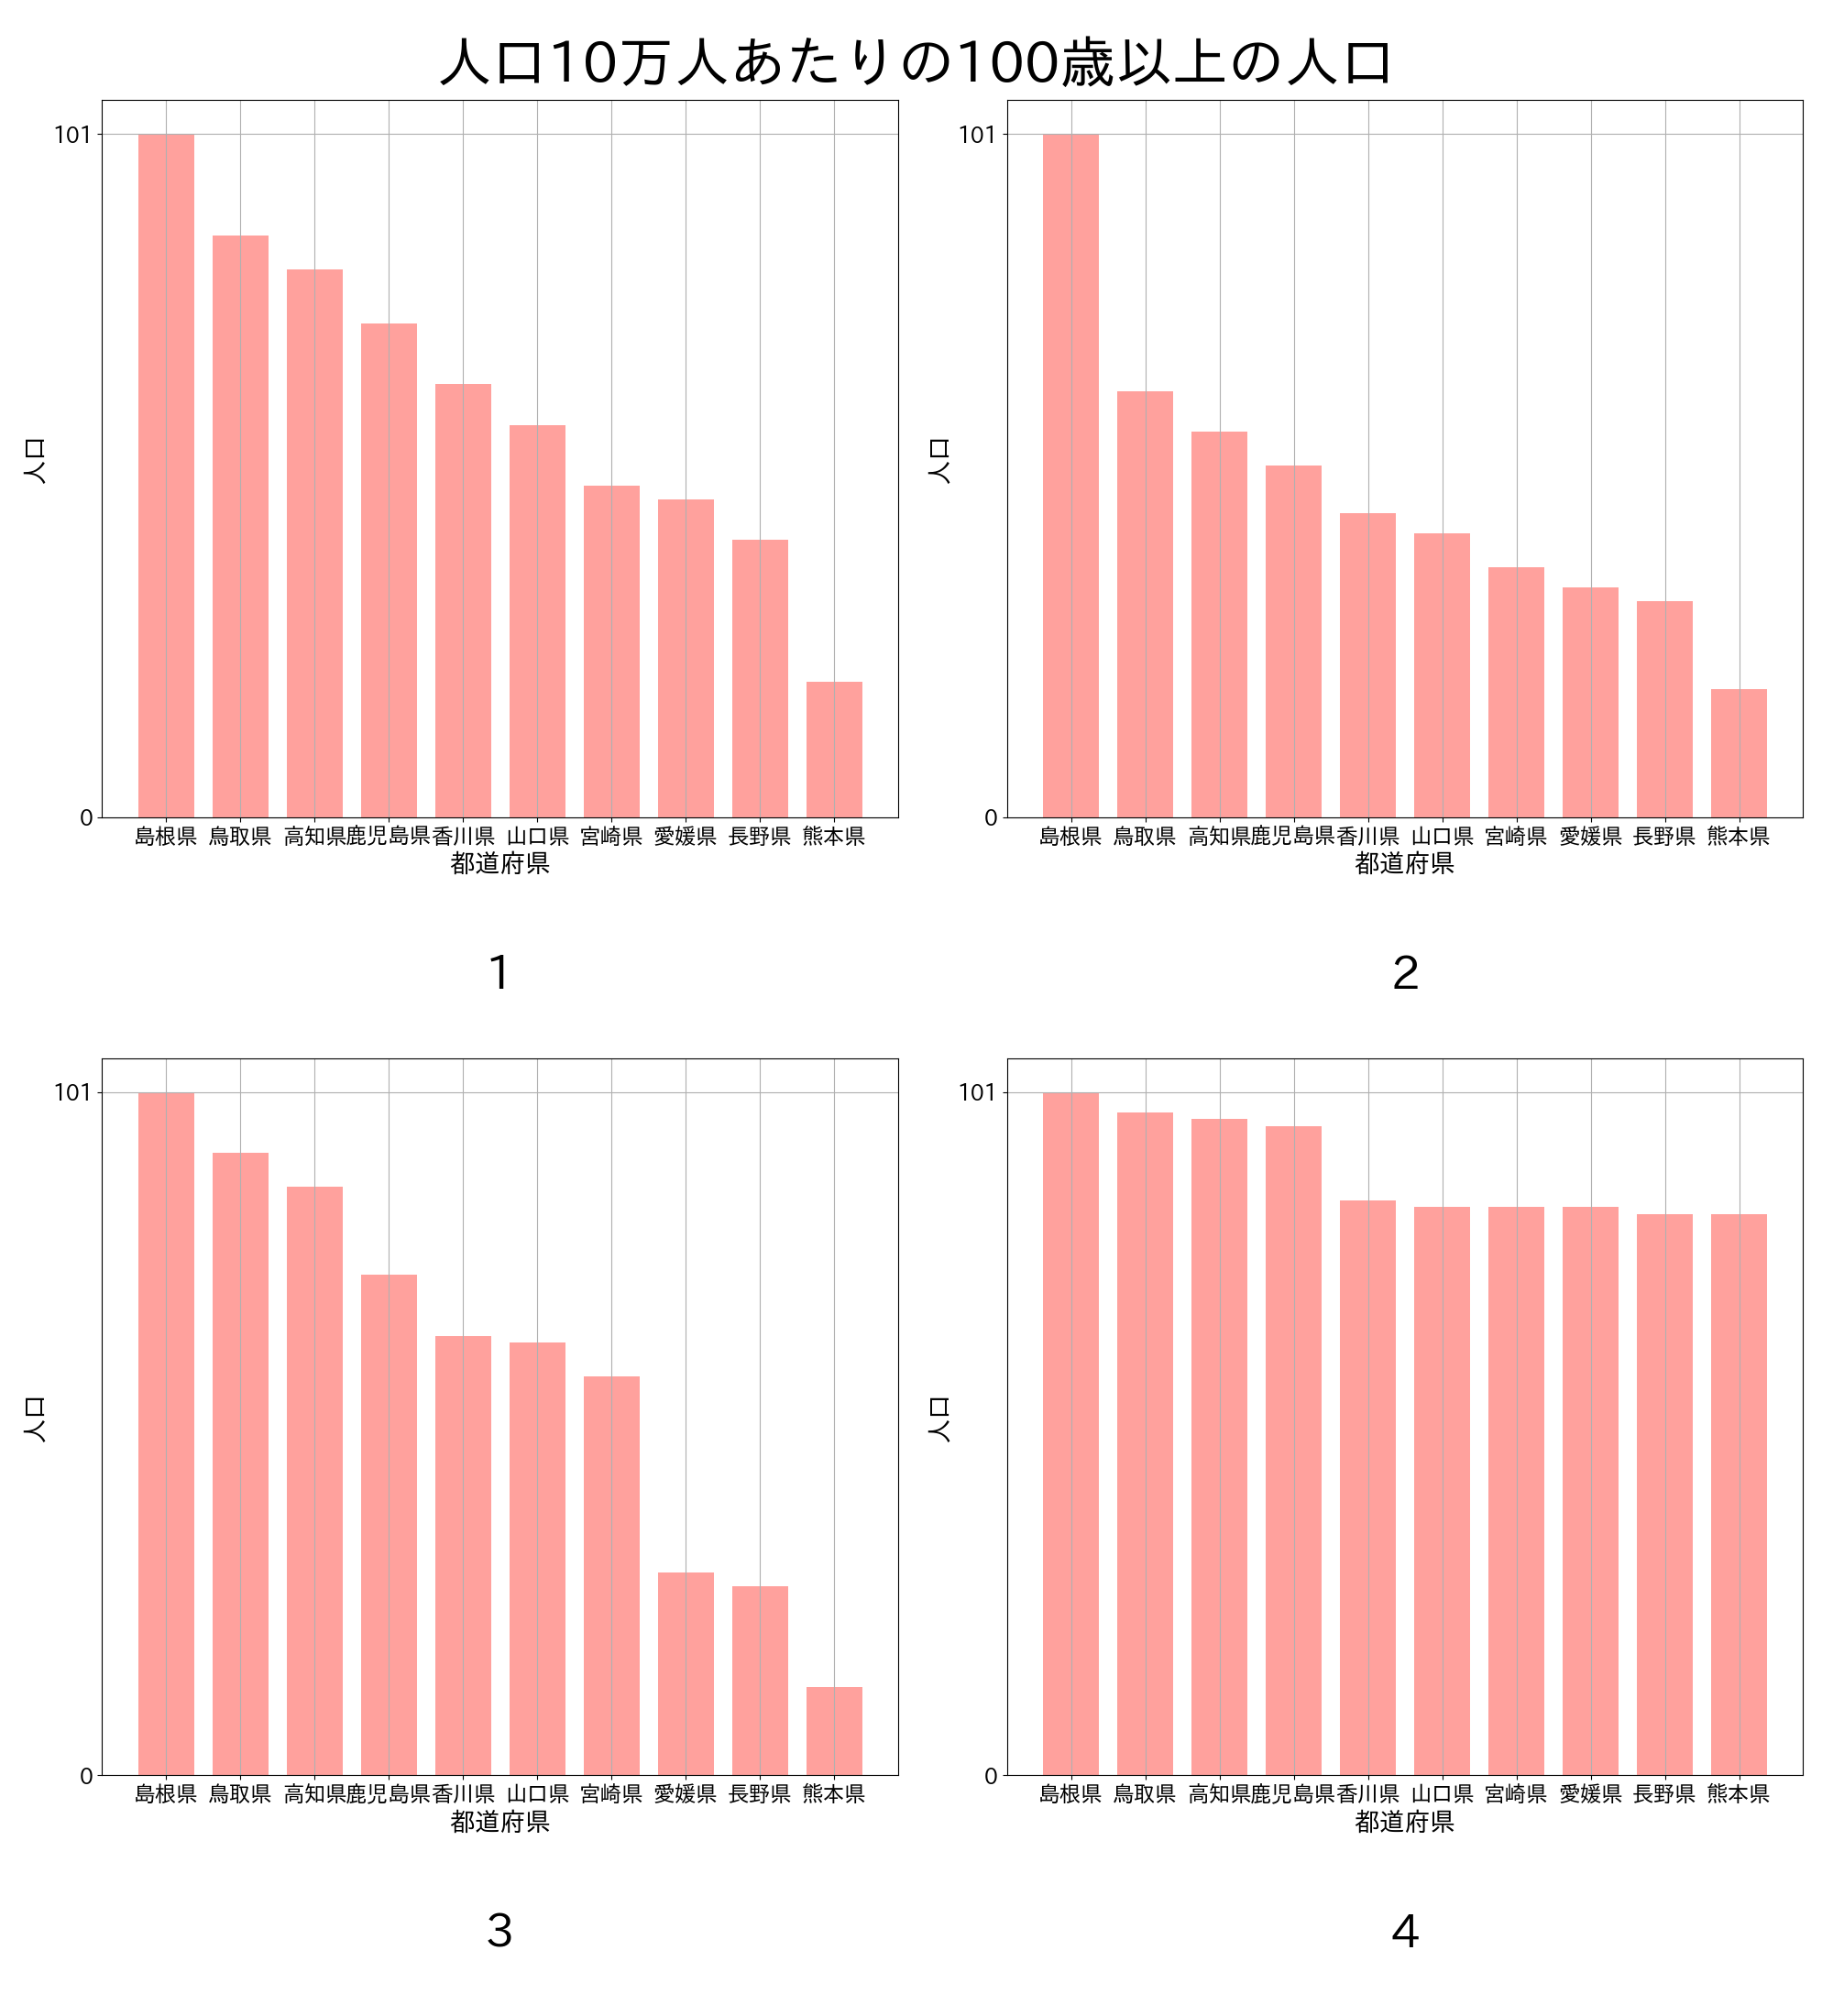 人口10万人あたりの100歳以上の人口
101
人口
0
島根県 鳥取県 高知県 鹿児島県 香川県 山口県 宮崎県 愛媛県 長野県 熊本県
都道府県
1
101
人口
0
島根県 鳥取県 高知県 鹿児島県 香川県 山口県 宮崎県 愛媛県 長野県 熊本県
都道府県
2
101
人口
0
島根県 鳥取県 高知県 鹿児島県 香川県 山口県 宮崎県 愛媛県 長野県 熊本県
都道府県
3
101
人口
0
島根県 鳥取県 高知県 鹿児島県 香川県 山口県 宮崎県 愛媛県 長野県 熊本県
都道府県
4